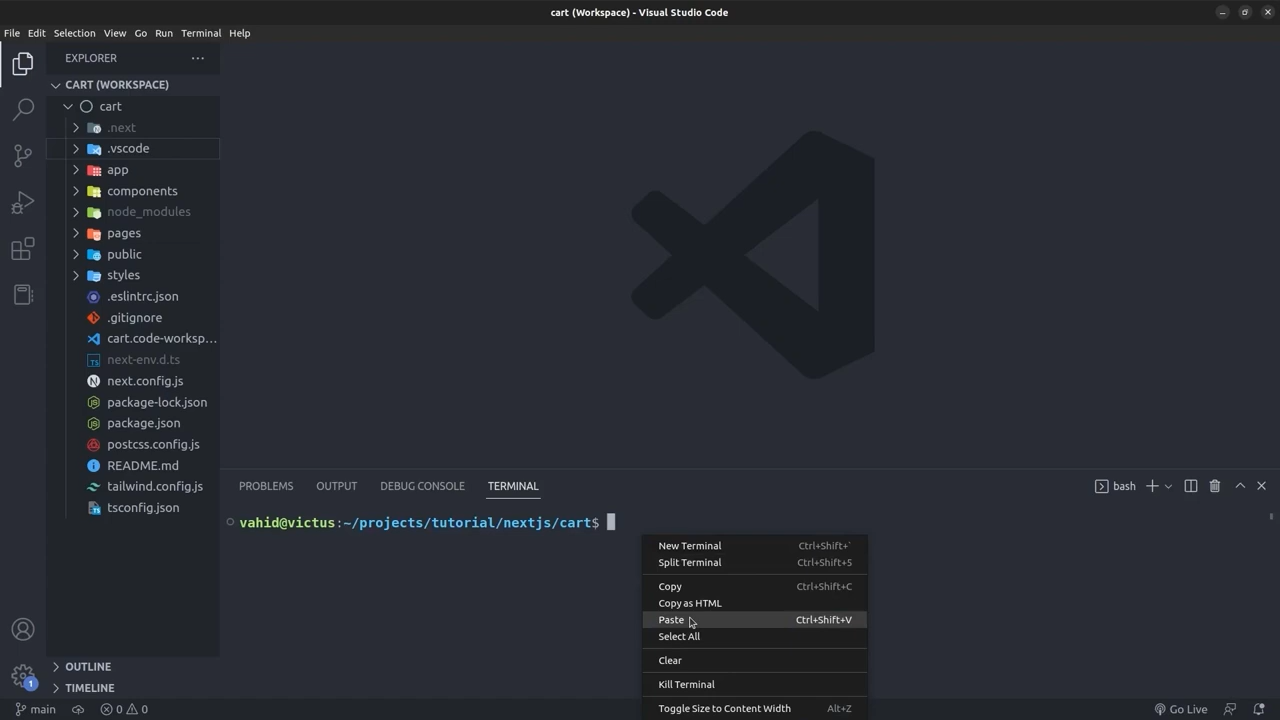 cart (Workspace) - Visual Studio Code
File Edit Selection View Go Run Terminal Help
EXPLORER
CART (WORKSPACE)
cart
.next
.vscode
app
components
node_modules
pages
public
styles
.eslintrc.json
.gitignore
cart.code-worksp...
next-env.d.ts
next.config.js
package-lock.json
package.json
postcss.config.js
README.md
tailwind.config.js
tsconfig.json
OUTLINE
TIMELINE
PROBLEMS OUTPUT DEBUG CONSOLE TERMINAL
bash
vahid@victus:~/projects/tutorial/nextjs/cart$
New Terminal Ctrl+Shift+`
Split Terminal Ctrl+Shift+5
Copy Ctrl+Shift+C
Copy as HTML
Paste Ctrl+Shift+V
Select All
Clear
Kill Terminal
Toggle Size to Content Width Alt+Z
1
main 0 0 Go Live